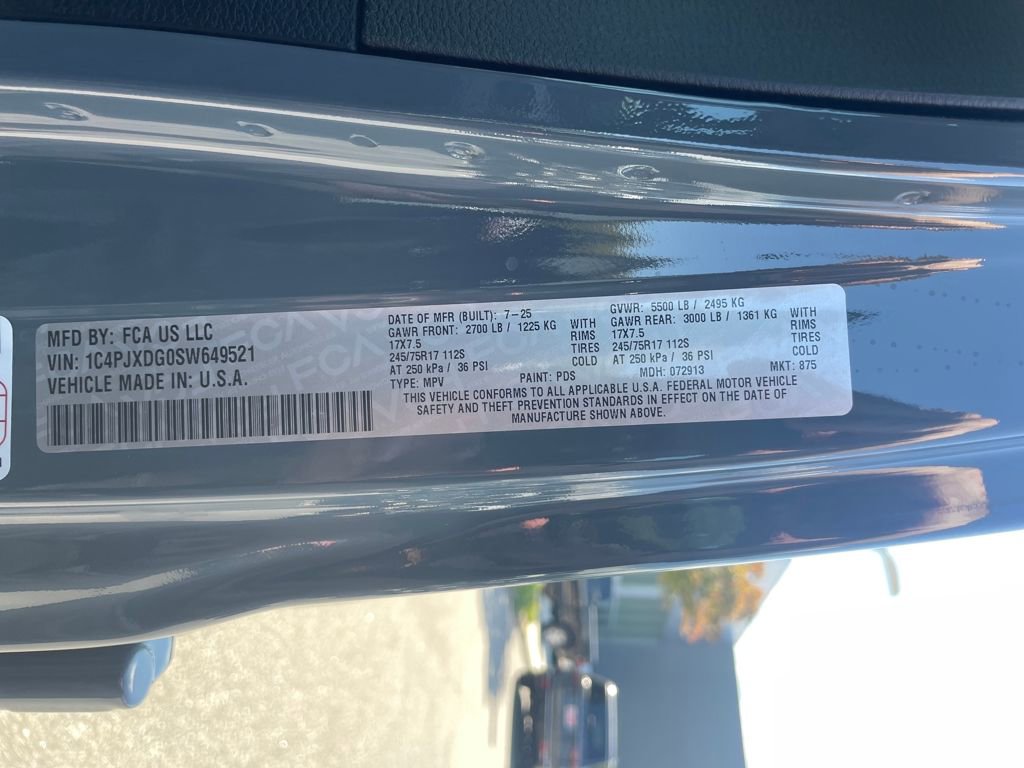 MFD BY: FCA US LLC
VIN: 1C4PJXDG0SW649521
VEHICLE MADE IN: U.S.A.
DATE OF MFR (BUILT): 7-25
GAWR FRONT: 2700 LB / 1225 KG WITH
17X7.5 RIMS
245/75R17 112S TIRES
AT 250 kPa / 36 PSI COLD
GVWR: 5500 LB / 2495 KG
GAWR REAR: 3000 LB / 1361 KG WITH
17X7.5 RIMS
245/75R17 112S TIRES
AT 250 kPa / 36 PSI COLD
TYPE: MPV PAINT: PDS MDH: 072913 MKT: 875
THIS VEHICLE CONFORMS TO ALL APPLICABLE U.S.A. FEDERAL MOTOR VEHICLE
SAFETY AND THEFT PREVENTION STANDARDS IN EFFECT ON THE DATE OF
MANUFACTURE SHOWN ABOVE.